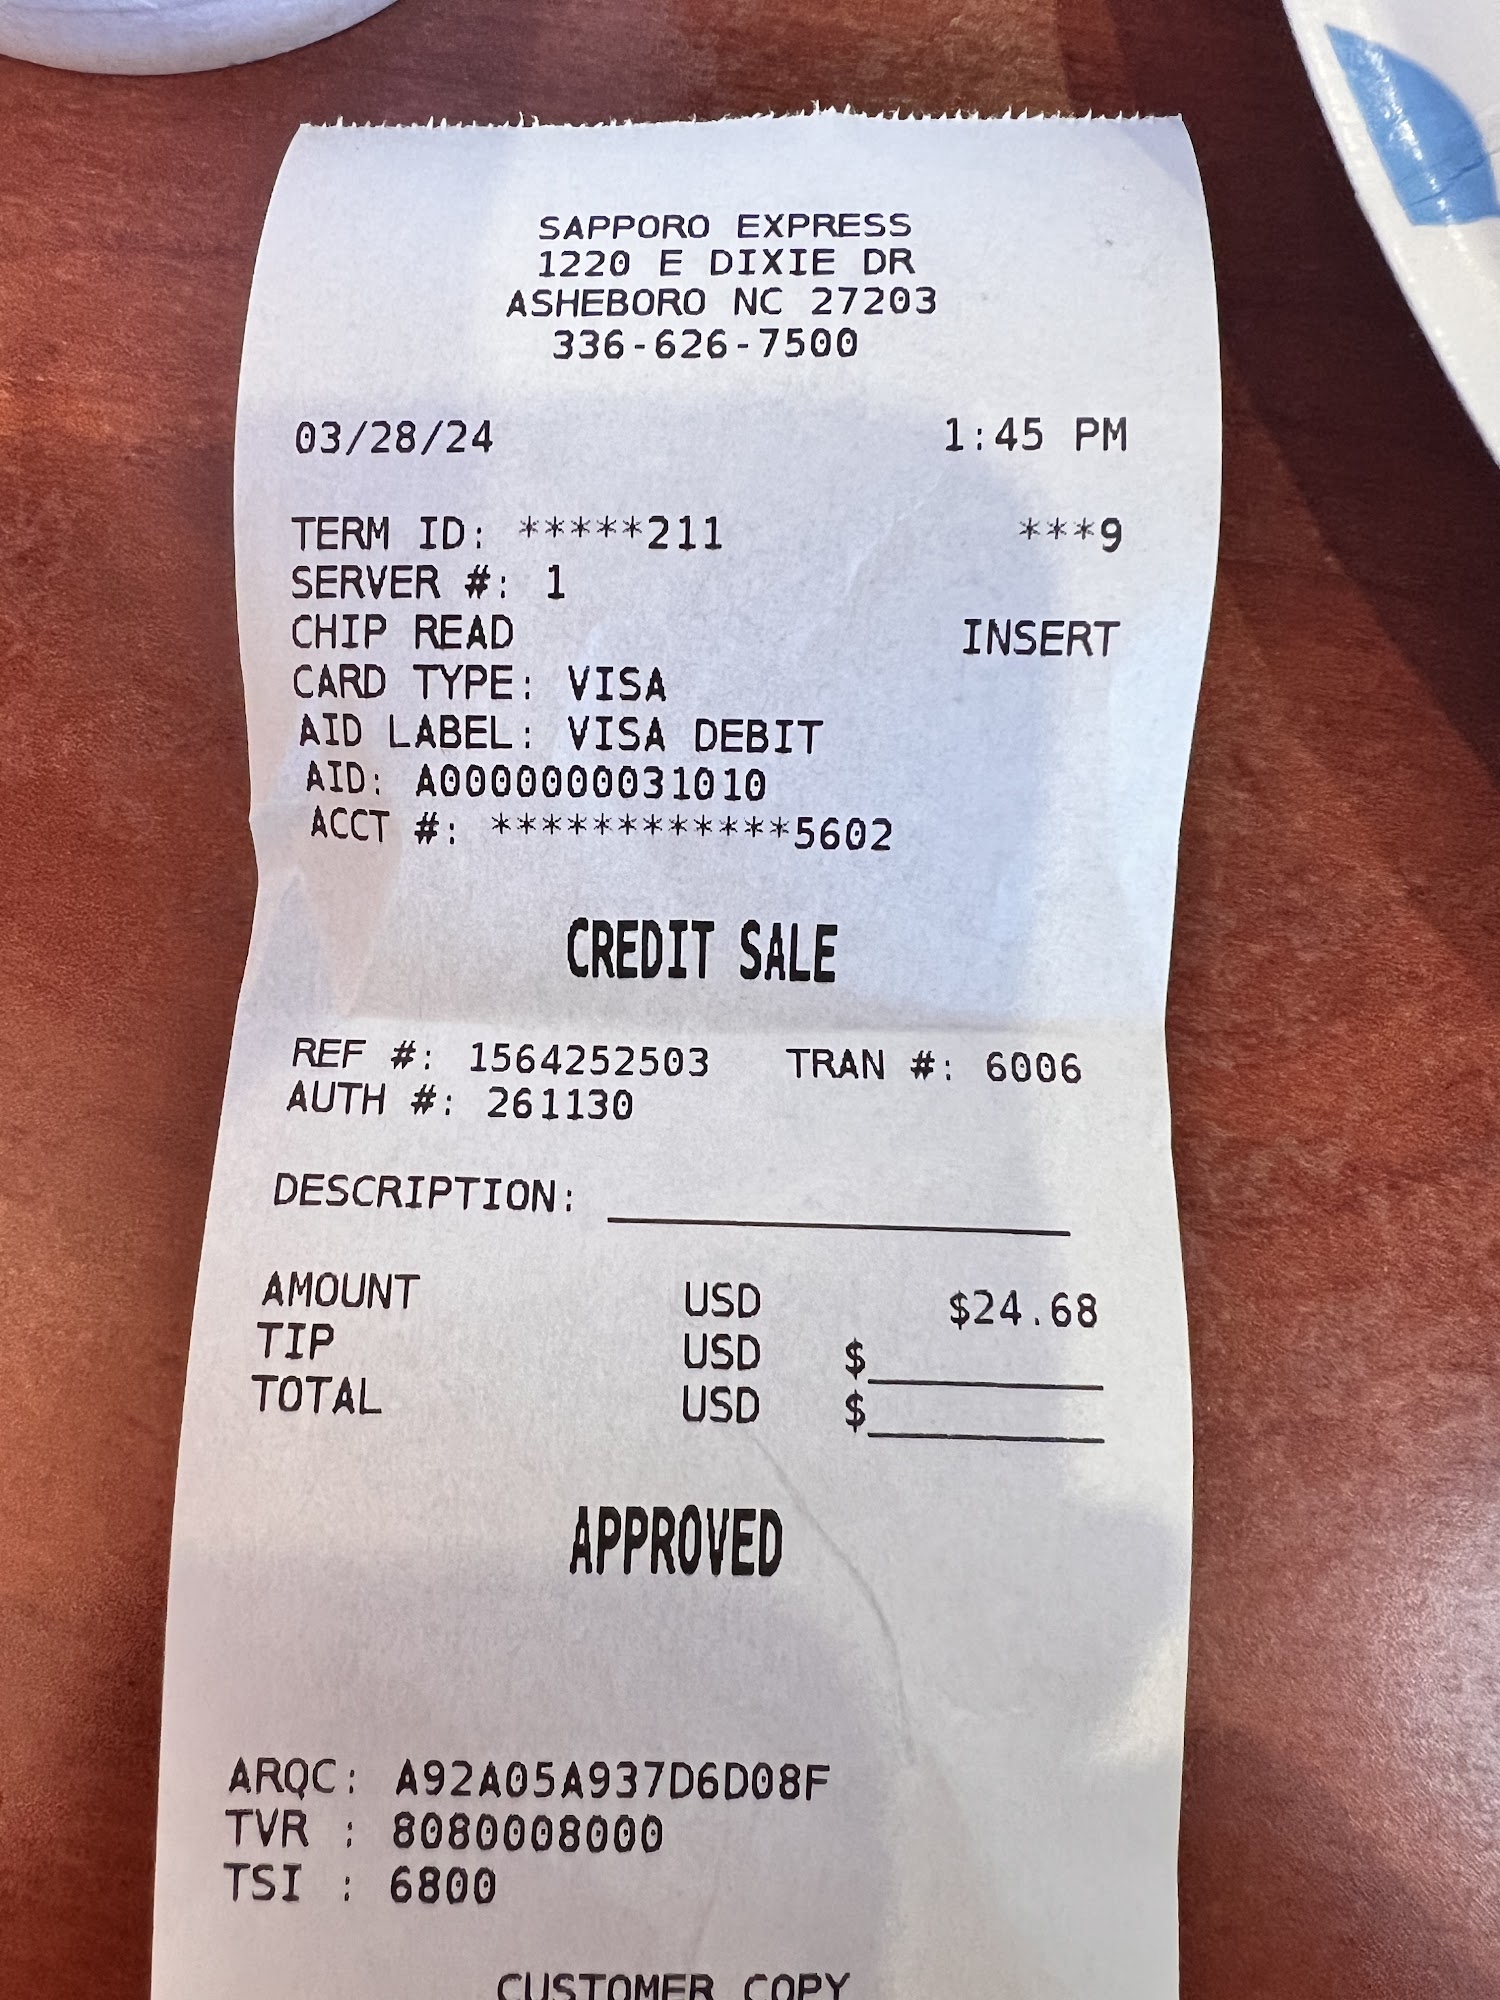 SAPPORO EXPRESS
1220 E DIXIE DR
ASHEBORO NC 27203
336-626-7500
03/28/24 1:45 PM
TERM ID: *****211 ***9
SERVER #: 1
CHIP READ INSERT
CARD TYPE: VISA
AID LABEL: VISA DEBIT
AID: A0000000031010
ACCT #: ************5602
CREDIT SALE
REF #: 1564252503 TRAN #: 6006
AUTH #: 261130
DESCRIPTION:
AMOUNT USD $24.68
TIP USD $
TOTAL USD $
APPROVED
ARQC: A92A05A937D6D08F
TVR : 8080008000
TSI : 6800
CUSTOMER COPY